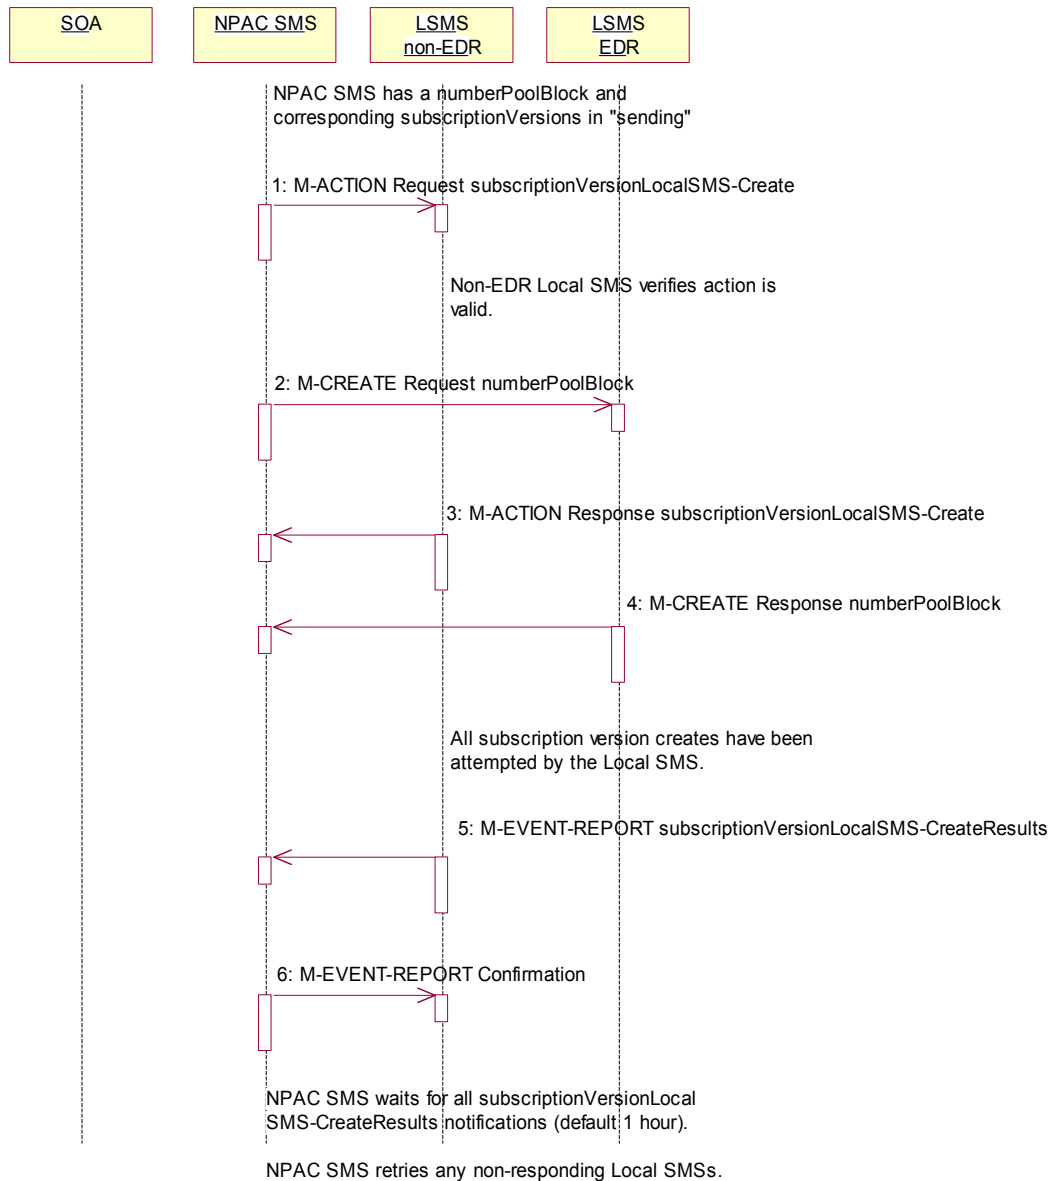 SOA
NPAC SMS
LSMS
non-EDR
LSMS
EDR
NPAC SMS has a numberPoolBlock and
corresponding subscriptionVersions in "sending"
1: M-ACTION Request subscriptionVersionLocalSMS-Create
Non-EDR Local SMS verifies action is
valid.
2: M-CREATE Request numberPoolBlock
3: M-ACTION Response subscriptionVersionLocalSMS-Create
4: M-CREATE Response numberPoolBlock
All subscription version creates have been
attempted by the Local SMS.
5: M-EVENT-REPORT subscriptionVersionLocalSMS-CreateResults
6: M-EVENT-REPORT Confirmation
NPAC SMS waits for all subscriptionVersionLocal
SMS-CreateResults notifications (default 1 hour).
NPAC SMS retries any non-responding Local SMSs.